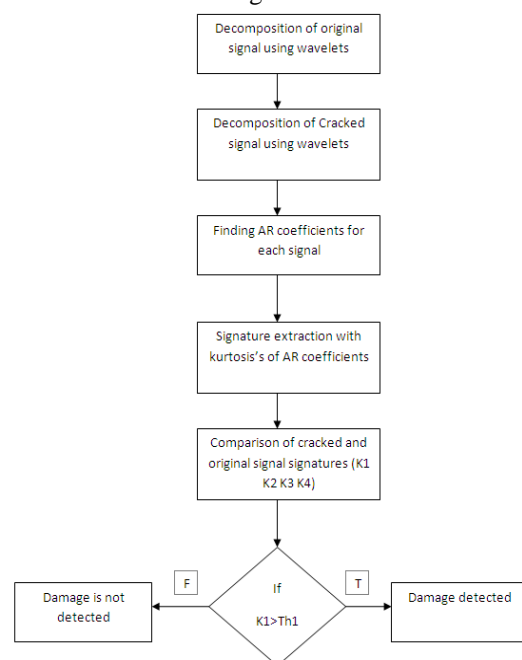 Decomposition of original
signal using wavelets
Decomposition of Cracked
signal using wavelets
Finding AR coefficients for
each signal
Signature extraction with
kurtosis's of AR coefficients
Comparison of cracked and
original signal signatures (K1
K2 K3 K4)
F
T
If
K1>Th1
Damage is not
detected
Damage detected